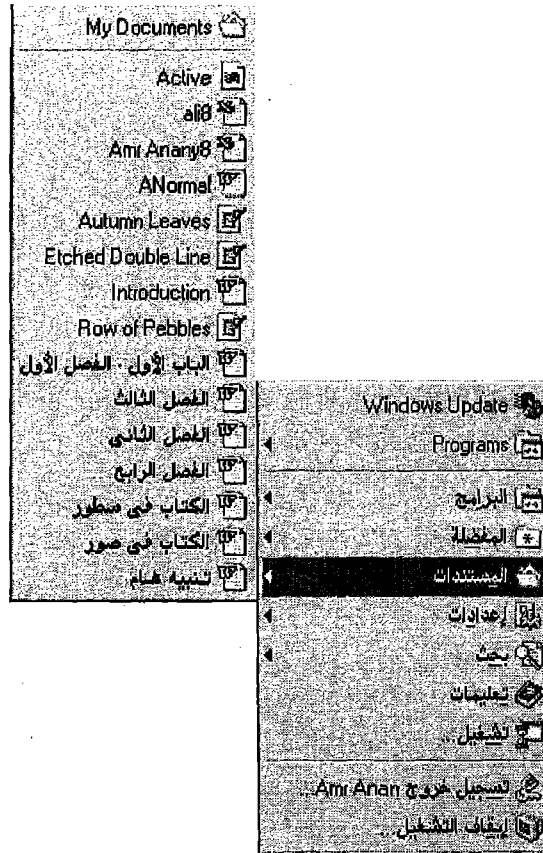 My Documents
Active
ali8
Amr Anany8
ANormal
Autumn Leaves
Etched Double Line
Introduction
Row of Pebbles
الباب الأول - الفصل الأول
الفصل الثالث
الفصل الثاني
الفصل الرابع
الكتاب في سطور
الكتاب في صور
تنبيه هام
Windows Update
Programs
البرامج
المفضلة
المستندات
إعدادات
بحث
تعليمات
تشغيل...
تسجيل خروج Amr Anan...
إيقاف التشغيل...